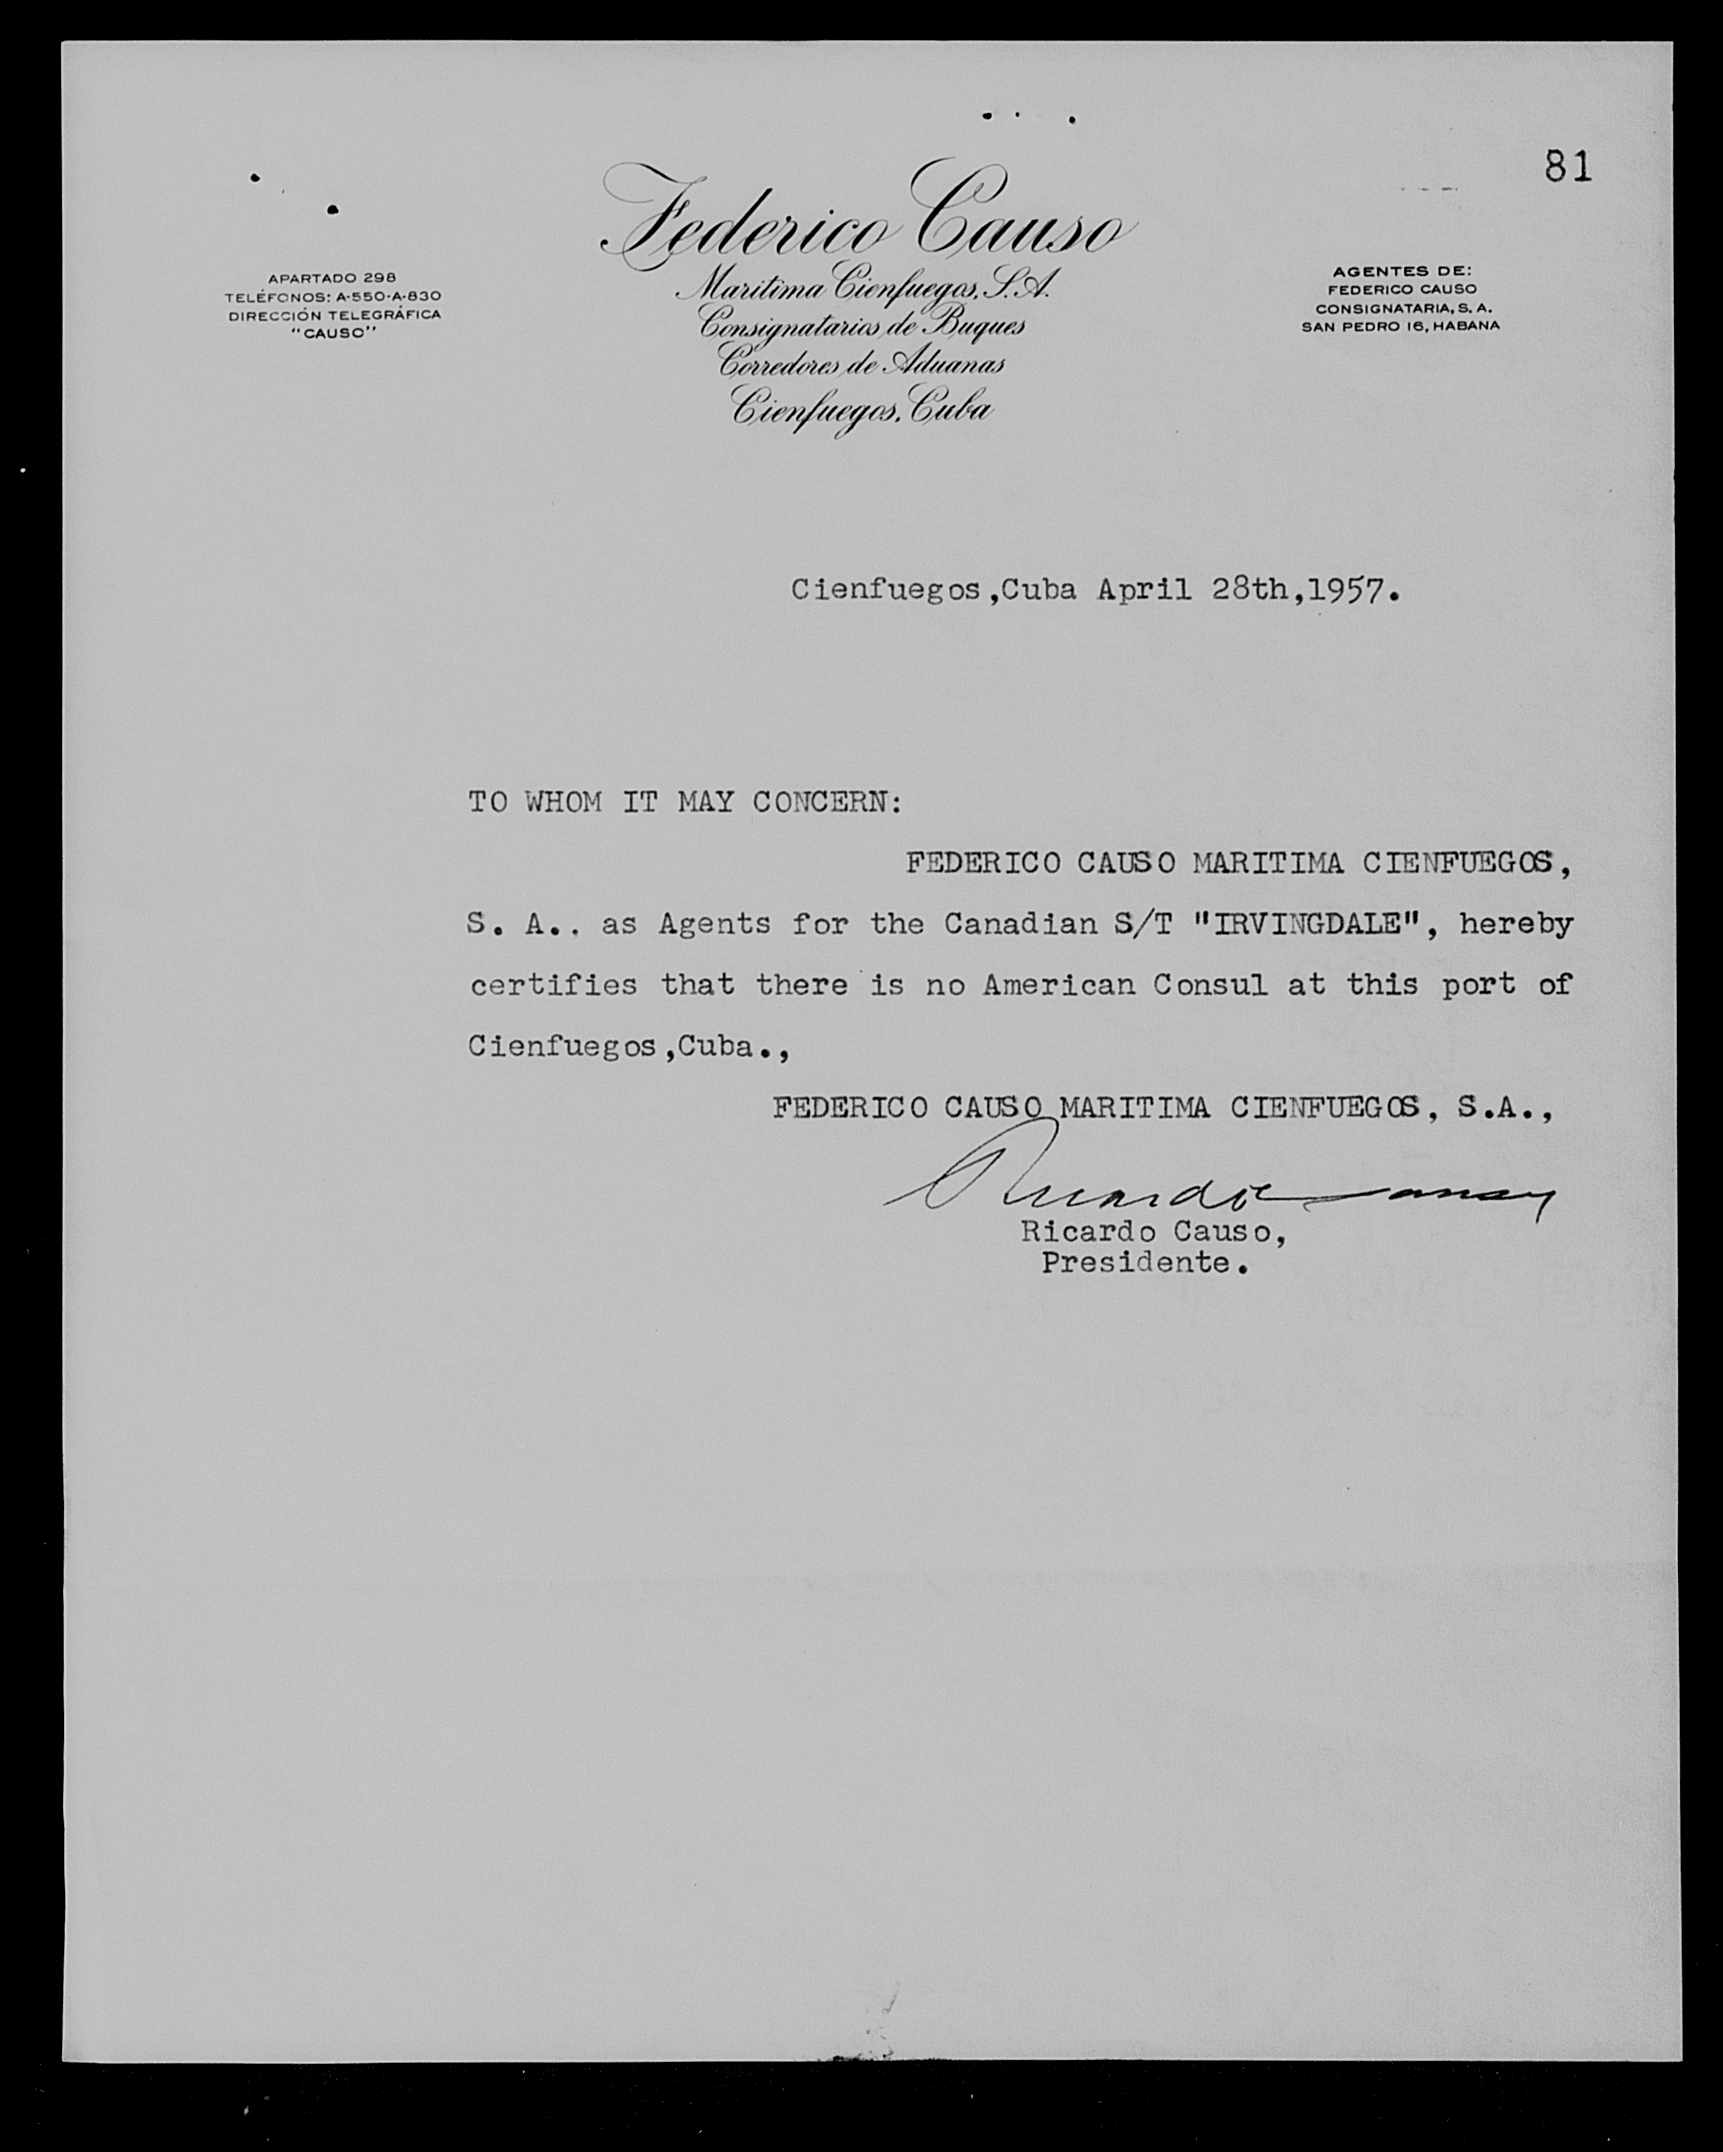 81
Federico Causo
Maritima Cienfuegos, S. A.
Consignatarios de Buques
Corredores de Aduanas
Cienfuegos, Cuba
APARTADO 298
TELÉFONOS: A-550-A-830
DIRECCIÓN TELEGRÁFICA
"CAUSO"
AGENTES DE:
FEDERICO CAUSO
CONSIGNATARIA, S. A.
SAN PEDRO 16, HABANA
Cienfuegos,Cuba April 28th,1957.
TO WHOM IT MAY CONCERN:
FEDERICO CAUSO MARITIMA CIENFUEGOS,
S. A.. as Agents for the Canadian S/T "IRVINGDALE", hereby
certifies that there is no American Consul at this port of
Cienfuegos,Cuba.,
FEDERICO CAUSO MARITIMA CIENFUEGOS, S.A.,
Ricardo Causo
Ricardo Causo,
Presidente.